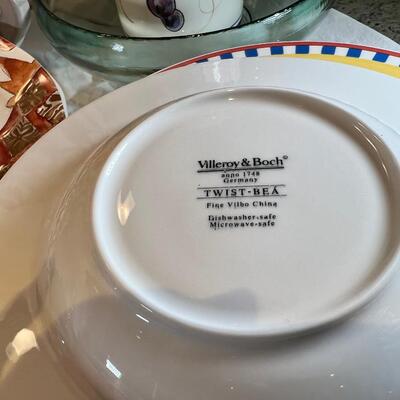 Villeroy & Boch©
anno 1748
Germany
TWIST-BEA
Fine Vilbo China
Dishwasher-safe
Microwave-safe